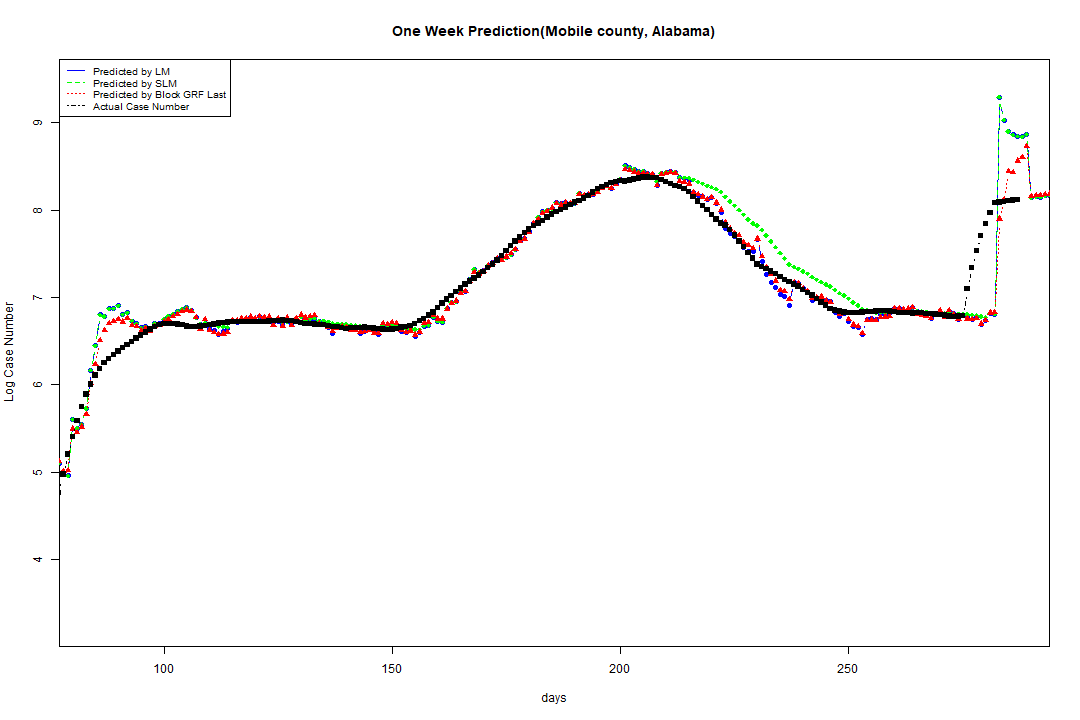 One Week Prediction(Mobile county, Alabama)
Predicted by LM
Predicted by SLM
Predicted by Block GRF Last
Actual Case Number
9
8
7
6
5
4
Log Case Number
100 150 200 250
days